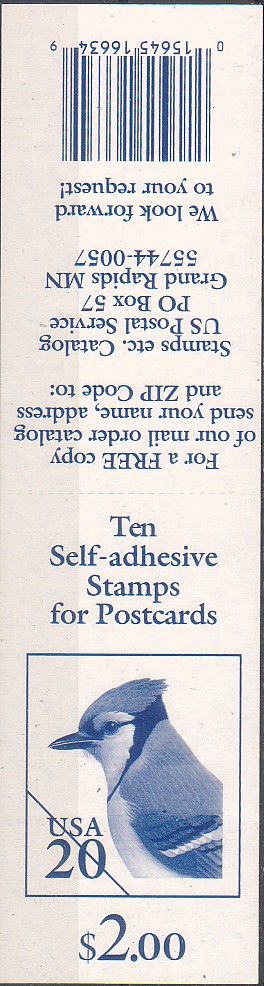 Ten
Self-adhesive
Stamps
for Postcards
USA
20
$2.00
For a FREE copy
of our mail order catalog
send your name, address
and ZIP Code to:
Stamps etc. Catalog
US Postal Service
PO Box 57
Grand Rapids MN
55744-0057
We look forward
to your request!
0 15645 16634 9